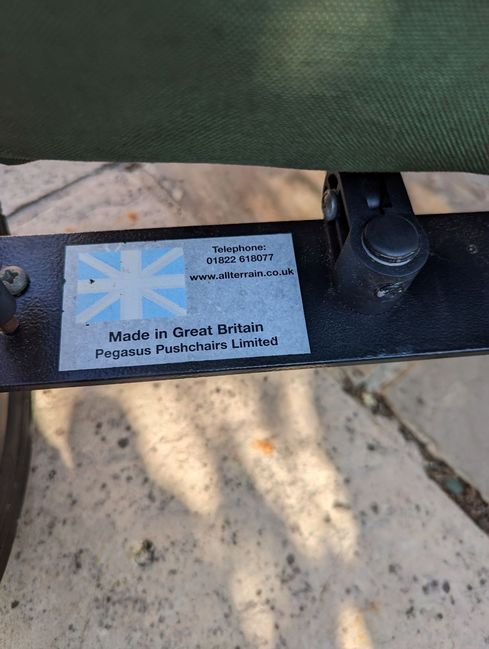 Telephone:
01822 618077
www.allterrain.co.uk
Made in Great Britain
Pegasus Pushchairs Limited